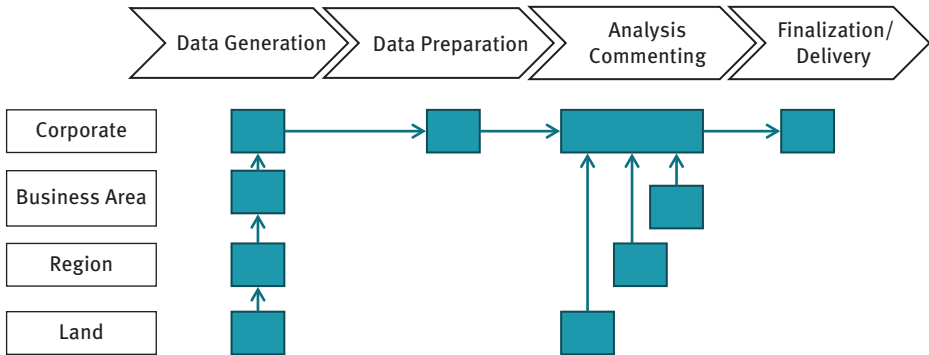 Data Generation
Data Preparation
Analysis
Commenting
Finalization/
Delivery
Corporate
Business Area
Region
Land